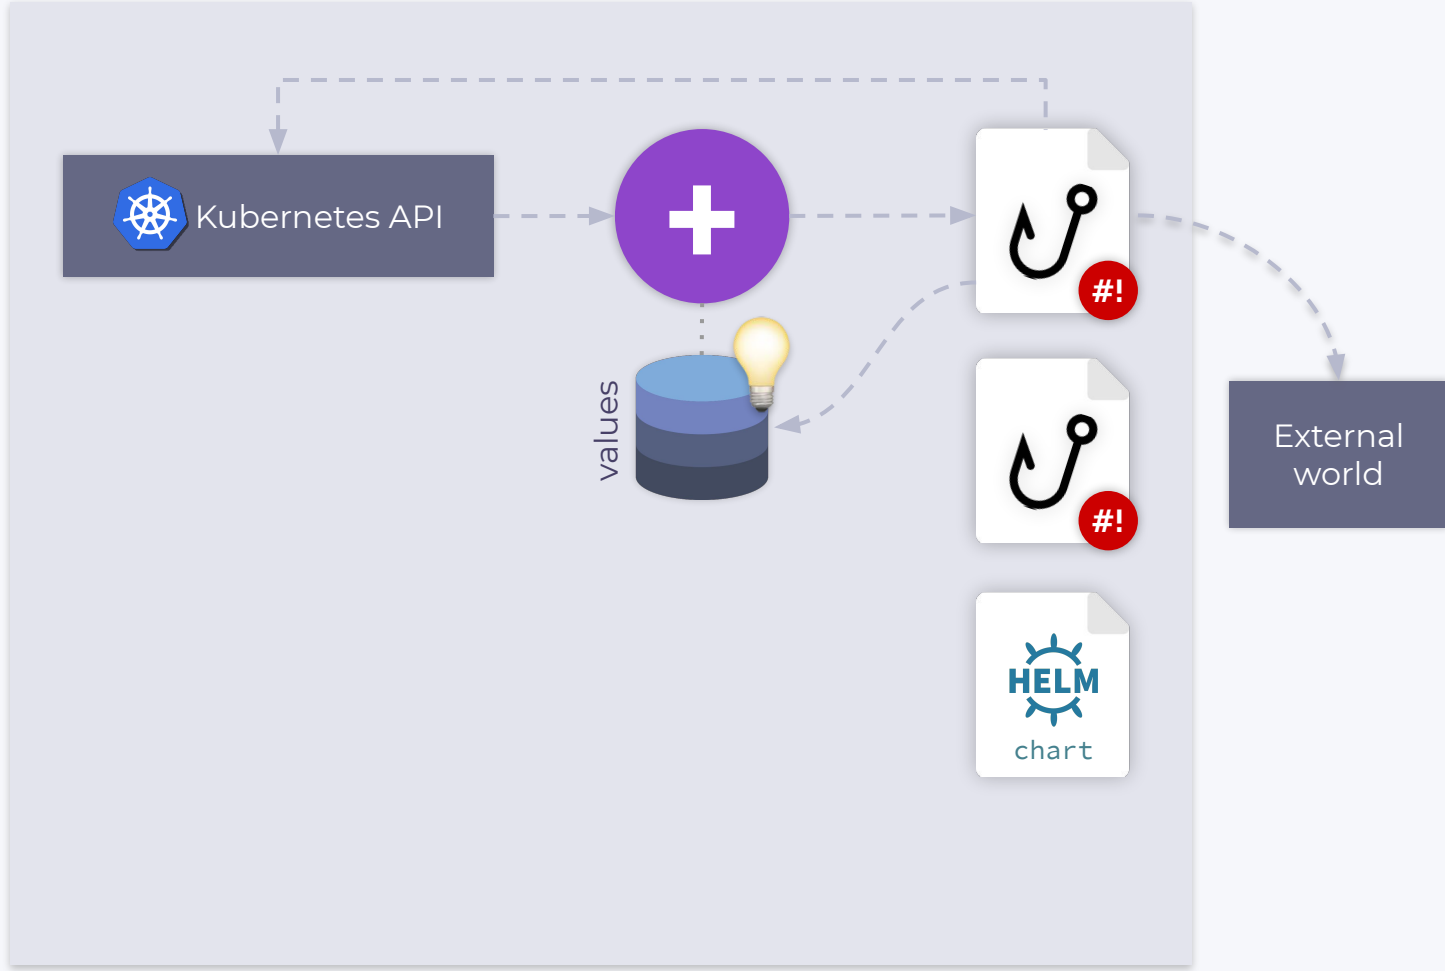 Kubernetes API
#!
values
External
world
#!
HELM
chart